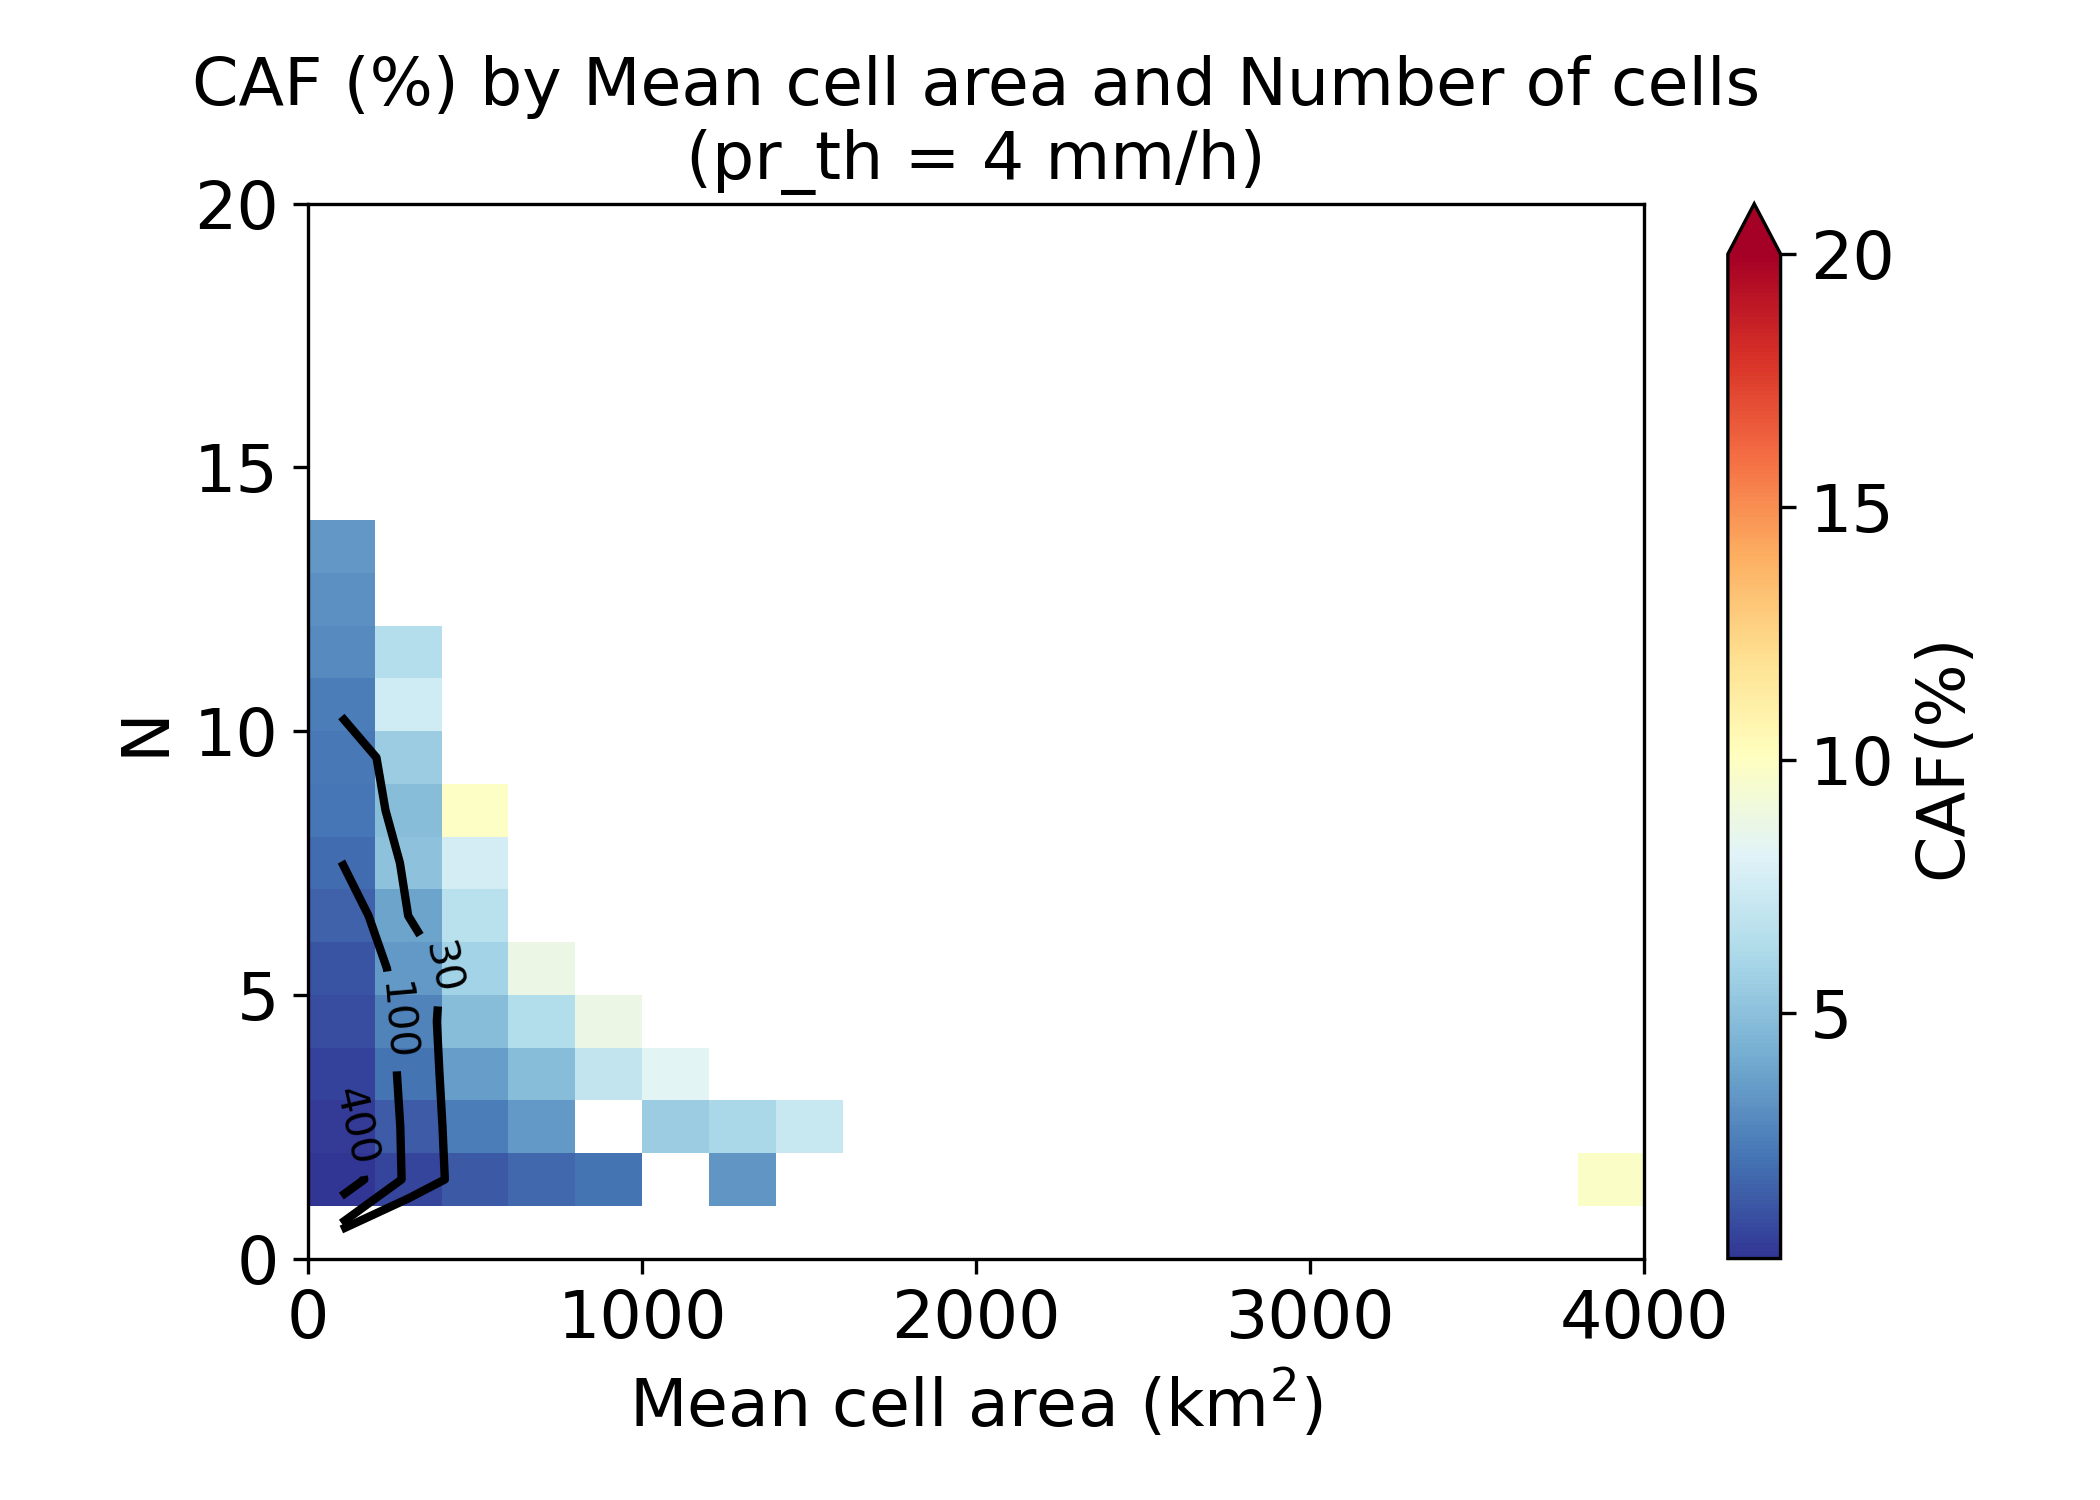 CAF (%) by Mean cell area and Number of cells
(pr_th = 4 mm/h)
20
15
10
5
0
N
30
100
400
0 1000 2000 3000 4000
Mean cell area (km²)
20
15
10
5
CAF(%)